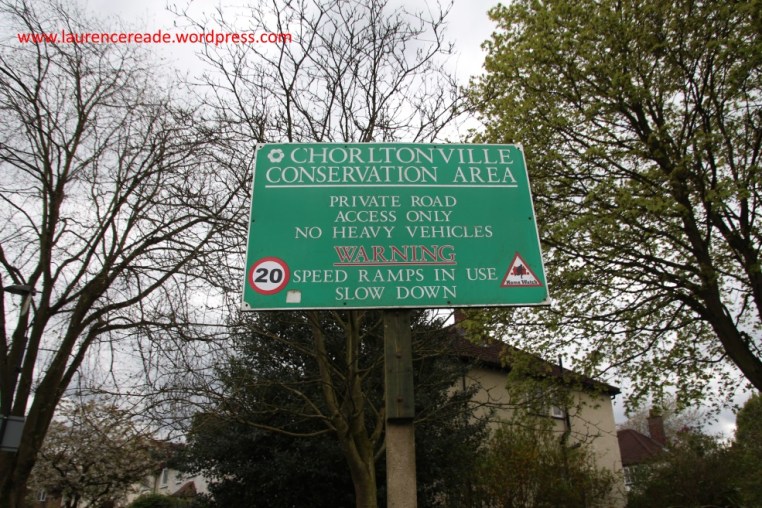 www.laurencereade.wordpress.com
CHORLTONVILLE
CONSERVATION AREA
PRIVATE ROAD
ACCESS ONLY
NO HEAVY VEHICLES
WARNING
20
SPEED RAMPS IN USE
SLOW DOWN